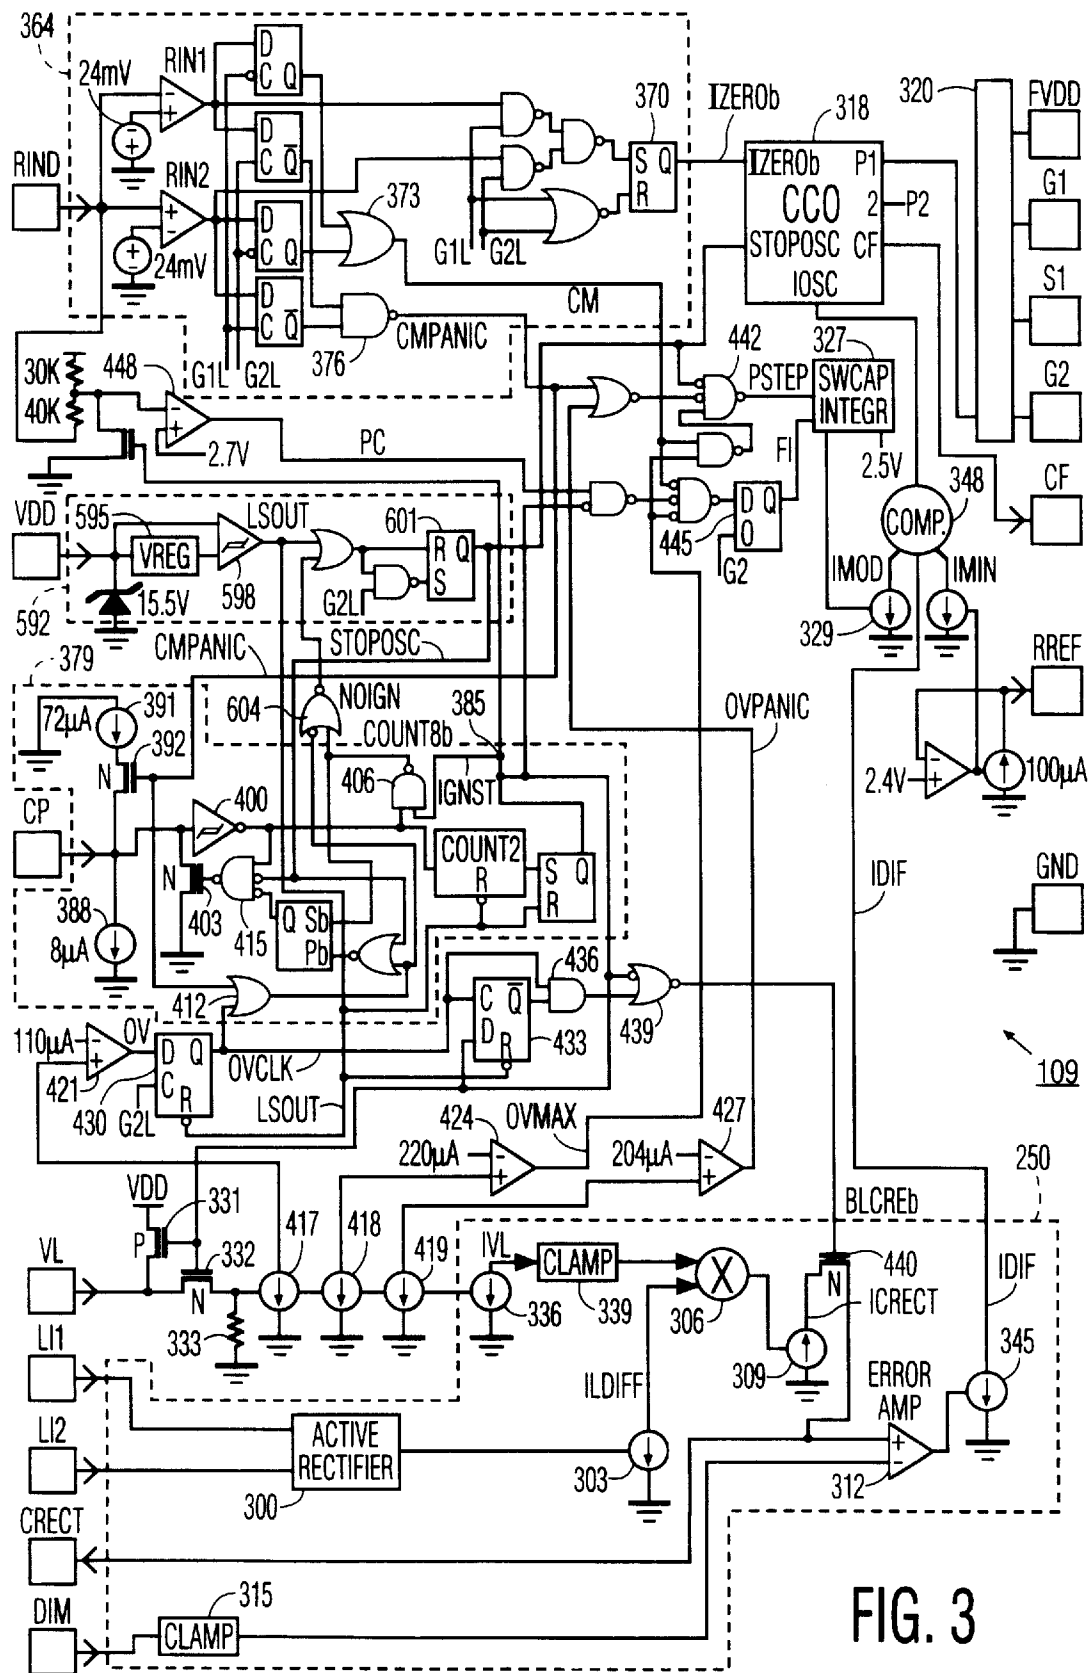 364
RIN1
24mV
D
C Q
D
C Q̅
370
IZEROb
318
320
FVDD
RIND
RIN2
24mV
D
C Q
D
C Q̅
373
S Q
R
IZEROb P1
CCO
2
P2
STOPOSC CF
IOSC
G1
G1L G2L
CM
S1
CMPANIC
376
G1L G2L
30K
40K
448
2.7V
PC
442
PSTEP
327
SWCAP
INTEGR
2.5V
FI
G2
348
COMP.
CF
VDD
595
VREG
LSOUT
598
601
R Q
S
G2L
15.5V
592
445
D Q
O
G2
IMOD
IMIN
329
CMPANIC
STOPOSC
379
391
72µA
392
N
604
NOIGN
COUNT8b
385
OVPANIC
RREF
406
IGNST
2.4V
100µA
CP
400
COUNT2
R
S Q
R
N
403
415
Q Sb
Pb
388
8µA
IDIF
GND
436
412
C Q̅
D
R
433
439
109
110µA
OV
421
D Q
C
R
G2L
430
OVCLK
LSOUT
424
OVMAX
220µA
204µA
427
250
VDD
331
P
BLCREb
VL
332
N
417
418
419
IVL
CLAMP
339
336
X
306
440
N
ICRECT
IDIF
333
309
345
LI1
ILDIFF
ERROR
AMP
LI2
ACTIVE
RECTIFIER
300
303
312
CRECT
DIM
315
CLAMP
FIG. 3